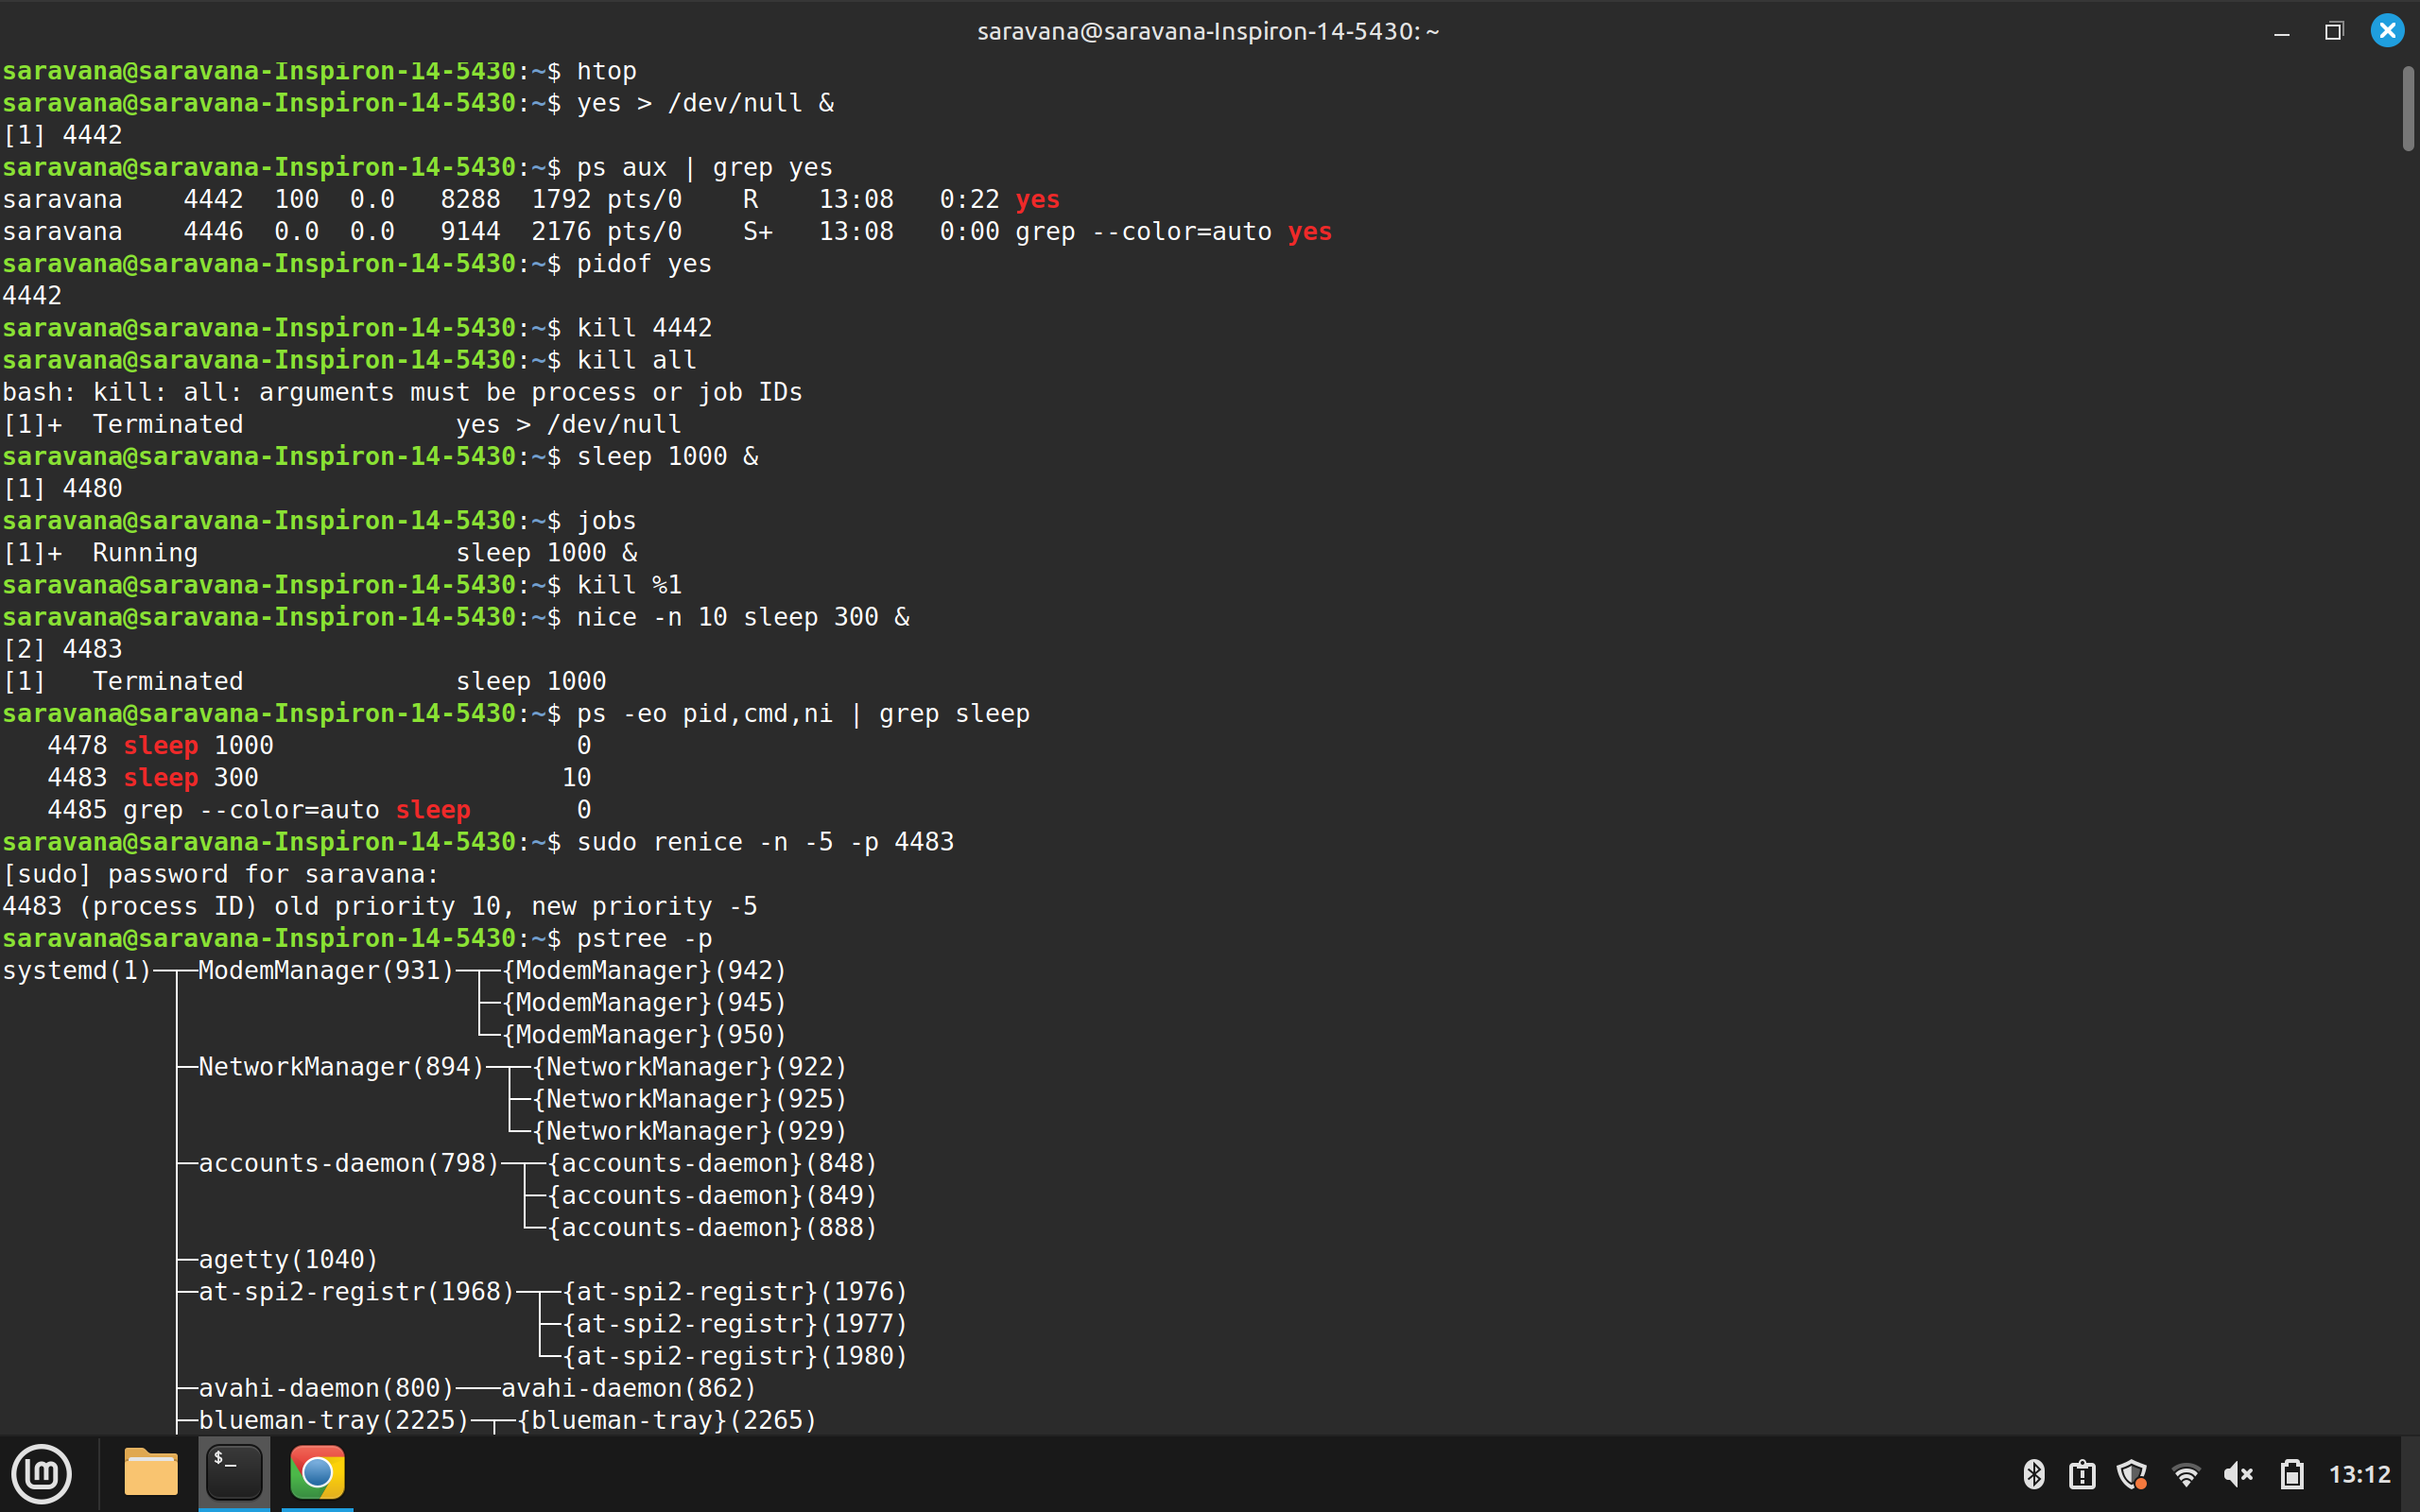 saravana@saravana-Inspiron-14-5430: ~
saravana@saravana-Inspiron-14-5430:~$ htop
saravana@saravana-Inspiron-14-5430:~$ yes > /dev/null &
[1] 4442
saravana@saravana-Inspiron-14-5430:~$ ps aux | grep yes
saravana    4442  100  0.0   8288  1792 pts/0    R    13:08   0:22 yes
saravana    4446  0.0  0.0   9144  2176 pts/0    S+   13:08   0:00 grep --color=auto yes
saravana@saravana-Inspiron-14-5430:~$ pidof yes
4442
saravana@saravana-Inspiron-14-5430:~$ kill 4442
saravana@saravana-Inspiron-14-5430:~$ kill all
bash: kill: all: arguments must be process or job IDs
[1]+  Terminated              yes > /dev/null
saravana@saravana-Inspiron-14-5430:~$ sleep 1000 &
[1] 4480
saravana@saravana-Inspiron-14-5430:~$ jobs
[1]+  Running                 sleep 1000 &
saravana@saravana-Inspiron-14-5430:~$ kill %1
saravana@saravana-Inspiron-14-5430:~$ nice -n 10 sleep 300 &
[2] 4483
[1]   Terminated              sleep 1000
saravana@saravana-Inspiron-14-5430:~$ ps -eo pid,cmd,ni | grep sleep
   4478 sleep 1000                    0
   4483 sleep 300                    10
   4485 grep --color=auto sleep       0
saravana@saravana-Inspiron-14-5430:~$ sudo renice -n -5 -p 4483
[sudo] password for saravana:
4483 (process ID) old priority 10, new priority -5
saravana@saravana-Inspiron-14-5430:~$ pstree -p
systemd(1)─┬─ModemManager(931)─┬─{ModemManager}(942)
           │                   ├─{ModemManager}(945)
           │                   └─{ModemManager}(950)
           ├─NetworkManager(894)─┬─{NetworkManager}(922)
           │                     ├─{NetworkManager}(925)
           │                     └─{NetworkManager}(929)
           ├─accounts-daemon(798)─┬─{accounts-daemon}(848)
           │                      ├─{accounts-daemon}(849)
           │                      └─{accounts-daemon}(888)
           ├─agetty(1040)
           ├─at-spi2-registr(1968)─┬─{at-spi2-registr}(1976)
           │                       ├─{at-spi2-registr}(1977)
           │                       └─{at-spi2-registr}(1980)
           ├─avahi-daemon(800)───avahi-daemon(862)
           ├─blueman-tray(2225)─┬─{blueman-tray}(2265)
$_
13:12